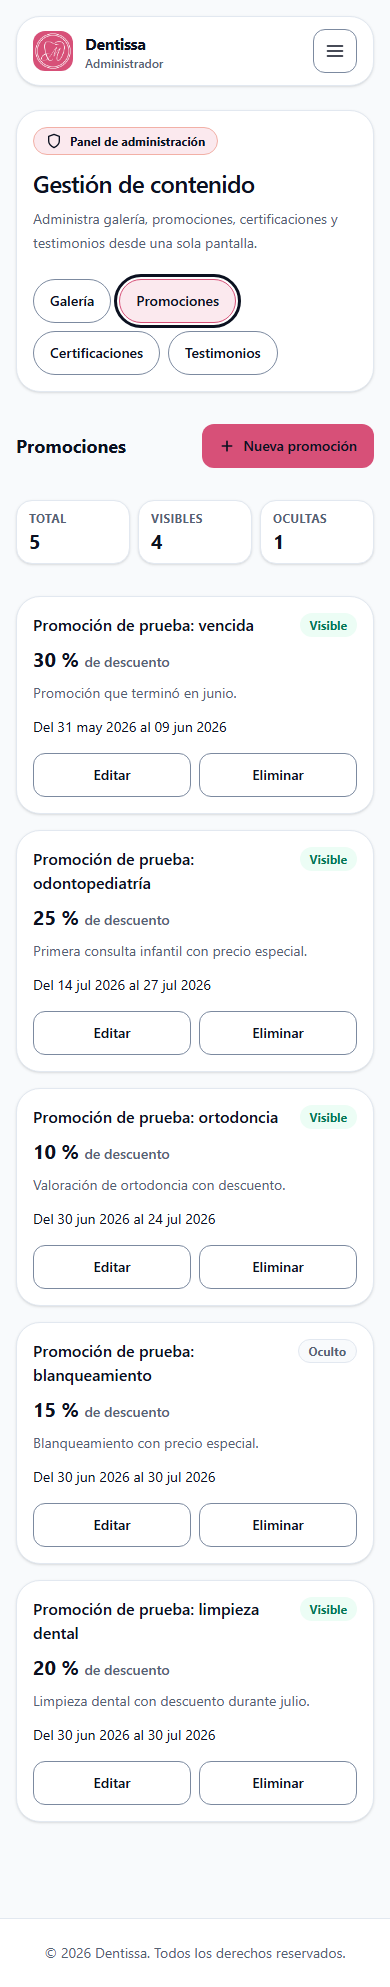 Dentissa
Administrador
Panel de administración
Gestión de contenido
Administra galería, promociones, certificaciones y
testimonios desde una sola pantalla.
Galería
Promociones
Certificaciones
Testimonios
Promociones
+ Nueva promoción
TOTAL
5
VISIBLES
4
OCULTAS
1
Promoción de prueba: vencida
Visible
30 % de descuento
Promoción que terminó en junio.
Del 31 may 2026 al 09 jun 2026
Editar
Eliminar
Promoción de prueba:
odontopediatría
Visible
25 % de descuento
Primera consulta infantil con precio especial.
Del 14 jul 2026 al 27 jul 2026
Editar
Eliminar
Promoción de prueba: ortodoncia
Visible
10 % de descuento
Valoración de ortodoncia con descuento.
Del 30 jun 2026 al 24 jul 2026
Editar
Eliminar
Promoción de prueba:
blanqueamiento
Oculto
15 % de descuento
Blanqueamiento con precio especial.
Del 30 jun 2026 al 30 jul 2026
Editar
Eliminar
Promoción de prueba: limpieza
dental
Visible
20 % de descuento
Limpieza dental con descuento durante julio.
Del 30 jun 2026 al 30 jul 2026
Editar
Eliminar
© 2026 Dentissa. Todos los derechos reservados.